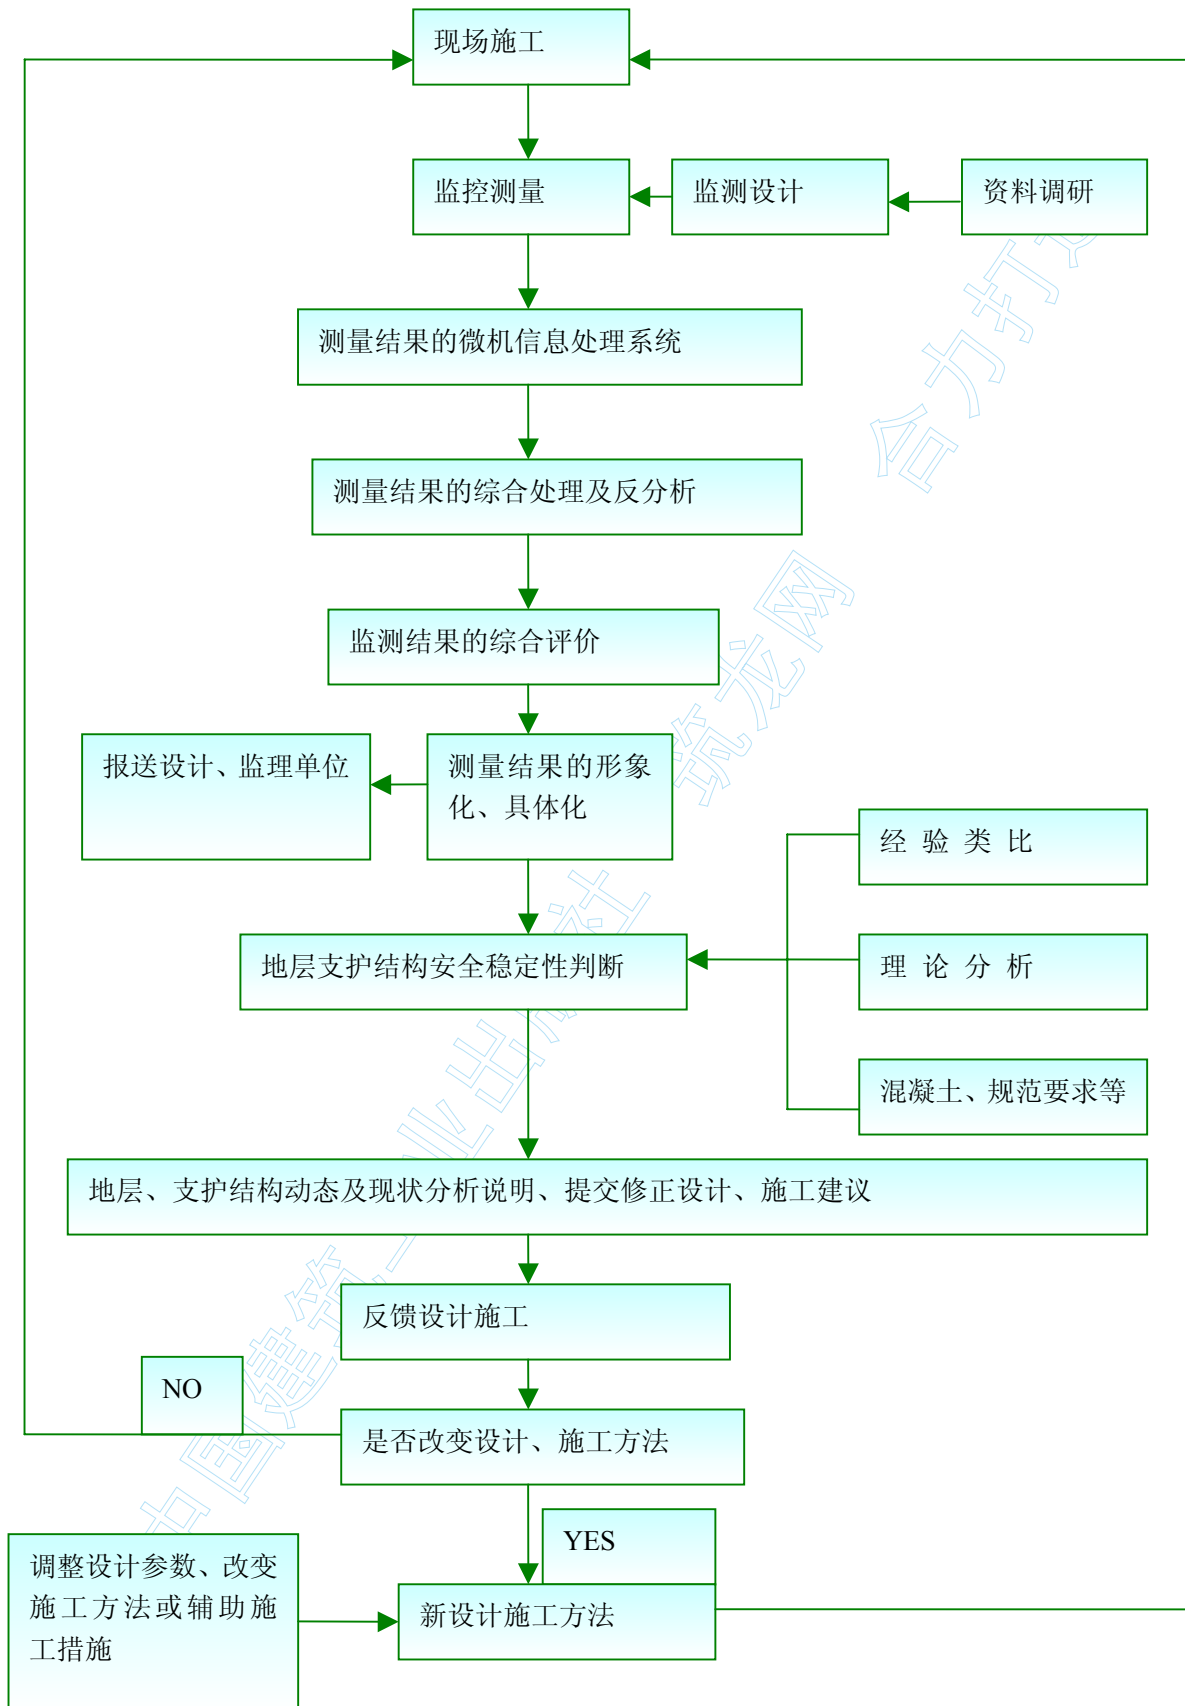 现场施工
监控测量
监测设计
资料调研
测量结果的微机信息处理系统
测量结果的综合处理及反分析
监测结果的综合评价
报送设计、监理单位
测量结果的形象
化、具体化
经 验 类 比
地层支护结构安全稳定性判断
理 论 分 析
混凝土、规范要求等
地层、支护结构动态及现状分析说明、提交修正设计、施工建议
反馈设计施工
NO
是否改变设计、施工方法
YES
调整设计参数、改变
施工方法或辅助施
工措施
新设计施工方法
筑龙网 合力打